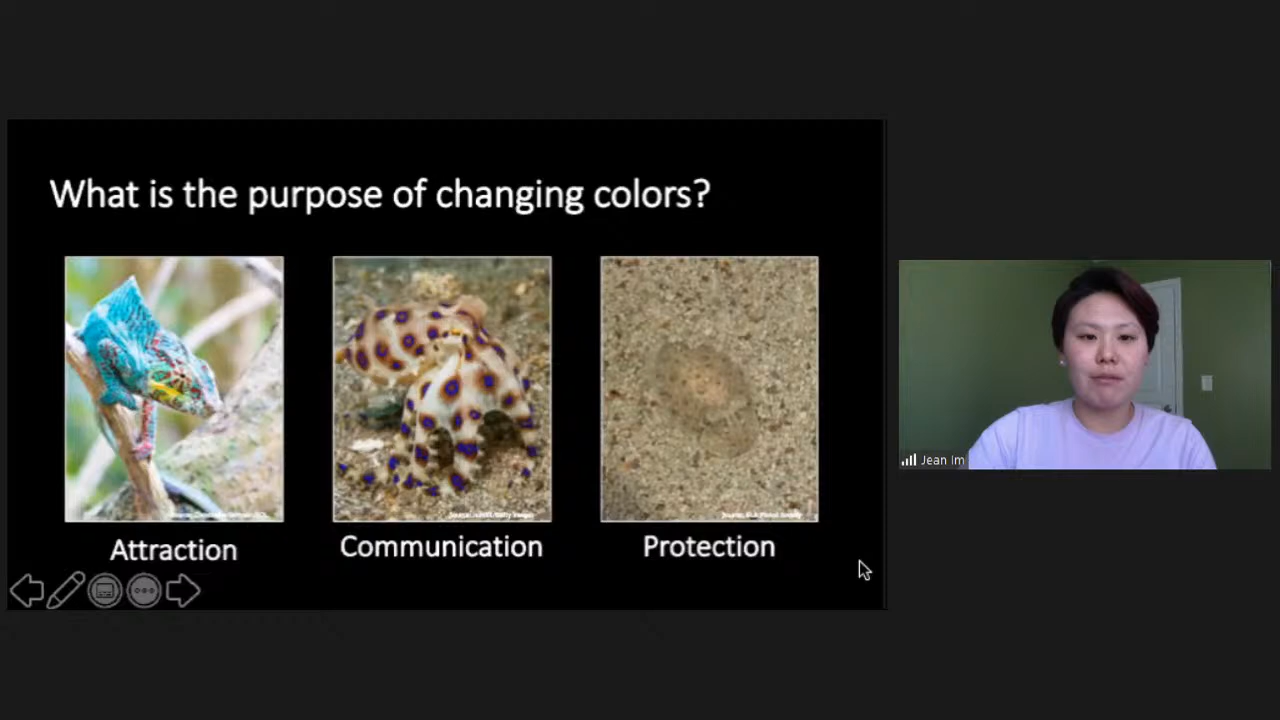 What is the purpose of changing colors?
Attraction
Communication
Protection
Jean Im